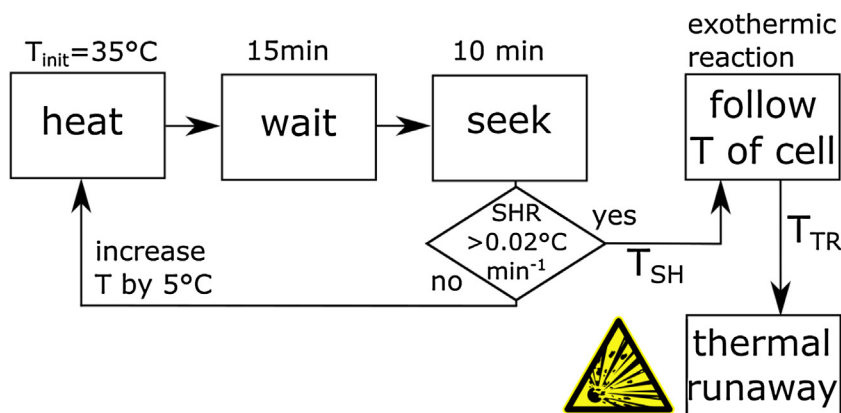 T_init=35°C
heat
15min
wait
10 min
seek
SHR
>0.02°C
min⁻¹
yes
no
T_SH
increase
T by 5°C
exothermic
reaction
follow
T of cell
T_TR
thermal
runaway